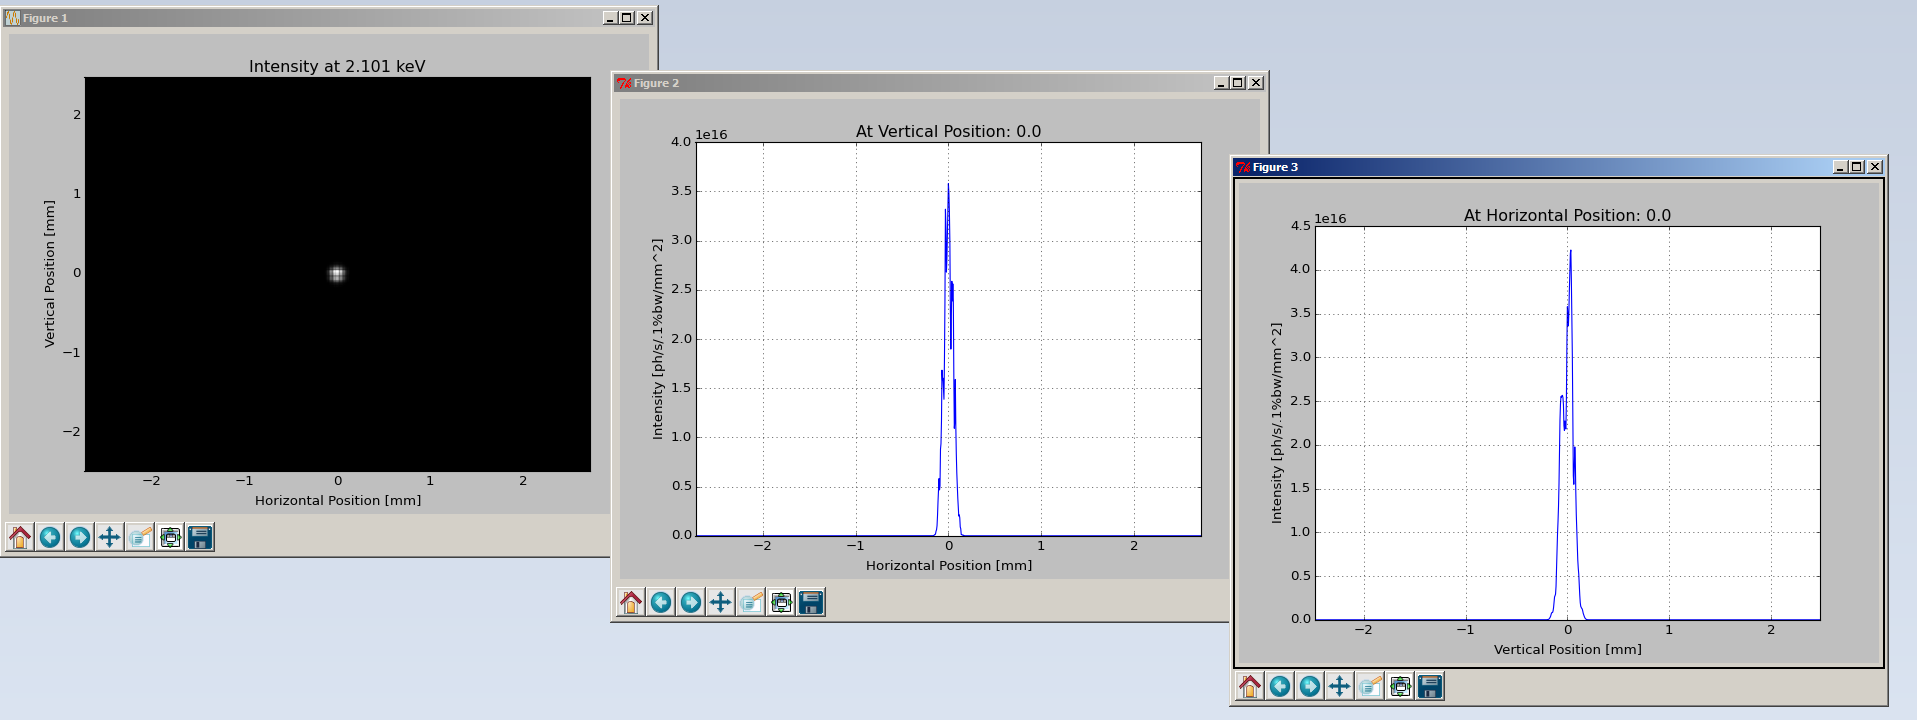 Figure 1
Intensity at 2.101 keV
Vertical Position [mm]
2
1
0
−1
−2
−2 −1 0 1 2
Horizontal Position [mm]
Figure 2
1e16
At Vertical Position: 0.0
Intensity [ph/s/.1%bw/mm^2]
4.0
3.5
3.0
2.5
2.0
1.5
1.0
0.5
0.0
−2 −1 0 1 2
Horizontal Position [mm]
Figure 3
1e16
At Horizontal Position: 0.0
Intensity [ph/s/.1%bw/mm^2]
4.5
4.0
3.5
3.0
2.5
2.0
1.5
1.0
0.5
0.0
−2 −1 0 1 2
Vertical Position [mm]